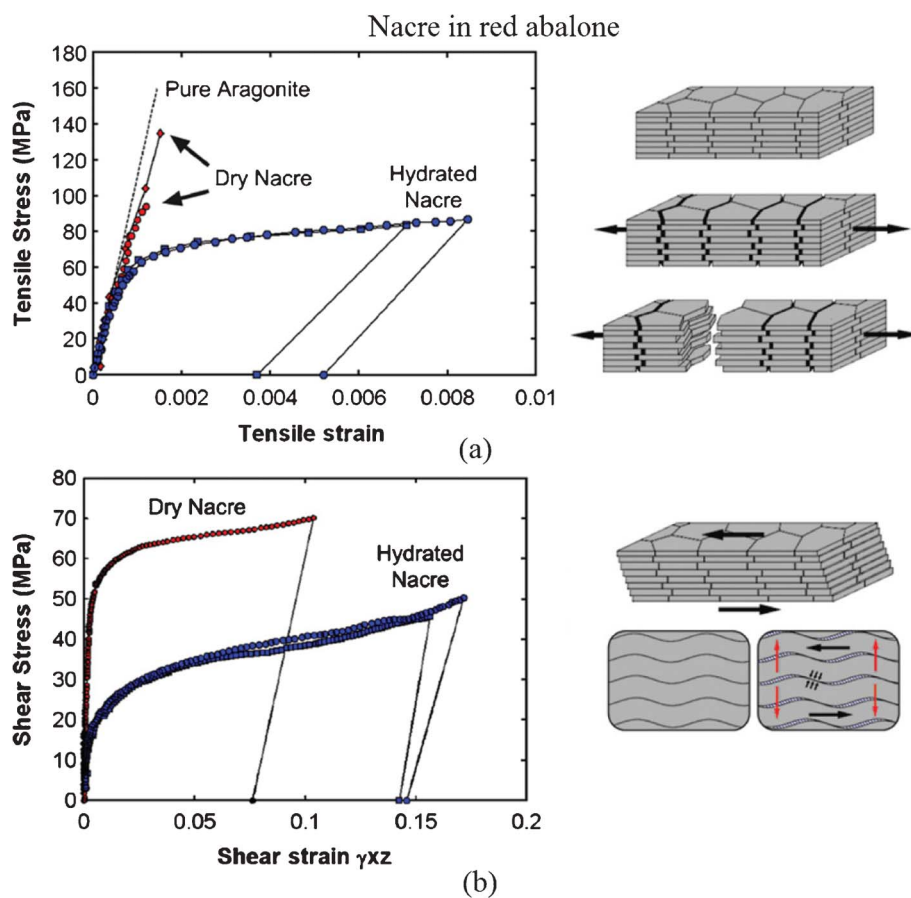 Nacre in red abalone
180
160
140
120
100
80
60
40
20
0
Tensile Stress (MPa)
Pure Aragonite
Dry Nacre
Hydrated
Nacre
0
0.002
0.004
0.006
0.008
0.01
Tensile strain
(a)
80
70
60
50
40
30
20
10
0
Shear Stress (MPa)
Dry Nacre
Hydrated
Nacre
0
0.05
0.1
0.15
0.2
Shear strain γxz
(b)